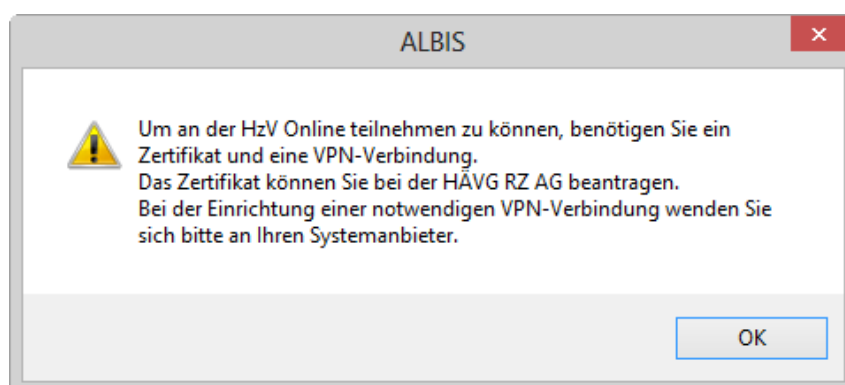 ALBIS
Um an der HzV Online teilnehmen zu können, benötigen Sie ein
Zertifikat und eine VPN-Verbindung.
Das Zertifikat können Sie bei der HÄVG RZ AG beantragen.
Bei der Einrichtung einer notwendigen VPN-Verbindung wenden Sie
sich bitte an Ihren Systemanbieter.
OK